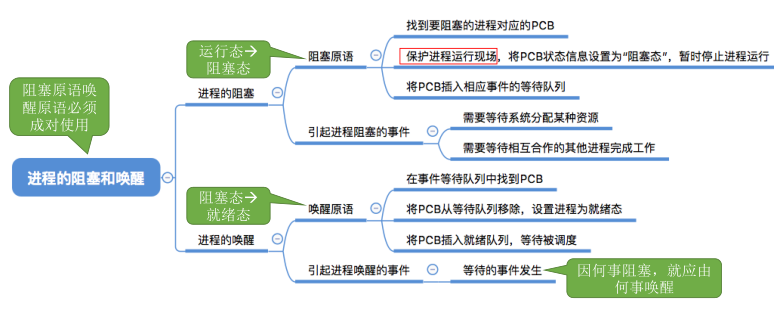 找到要阻塞的进程对应的PCB
运行态→
阻塞态
阻塞原语
保护进程运行现场，将PCB状态信息设置为“阻塞态”，暂时停止进程运行
进程的阻塞
将PCB插入相应事件的等待队列
阻塞原语唤
醒原语必须
成对使用
需要等待系统分配某种资源
引起进程阻塞的事件
需要等待相互合作的其他进程完成工作
进程的阻塞和唤醒
在事件等待队列中找到PCB
阻塞态→
就绪态
唤醒原语
将PCB从等待队列移除，设置进程为就绪态
进程的唤醒
将PCB插入就绪队列，等待被调度
引起进程唤醒的事件
等待的事件发生
因何事阻塞，就应由
何事唤醒